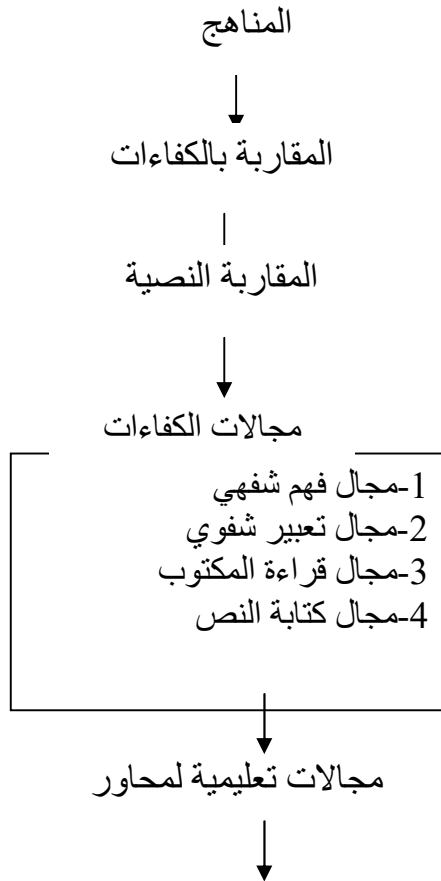 المناهج
المقاربة بالكفاءات
المقاربة النصية
مجالات الكفاءات
1-مجال فهم شفهي
2-مجال تعبير شفوي
3-مجال قراءة المكتوب
4-مجال كتابة النص
مجالات تعليمية لمحاور